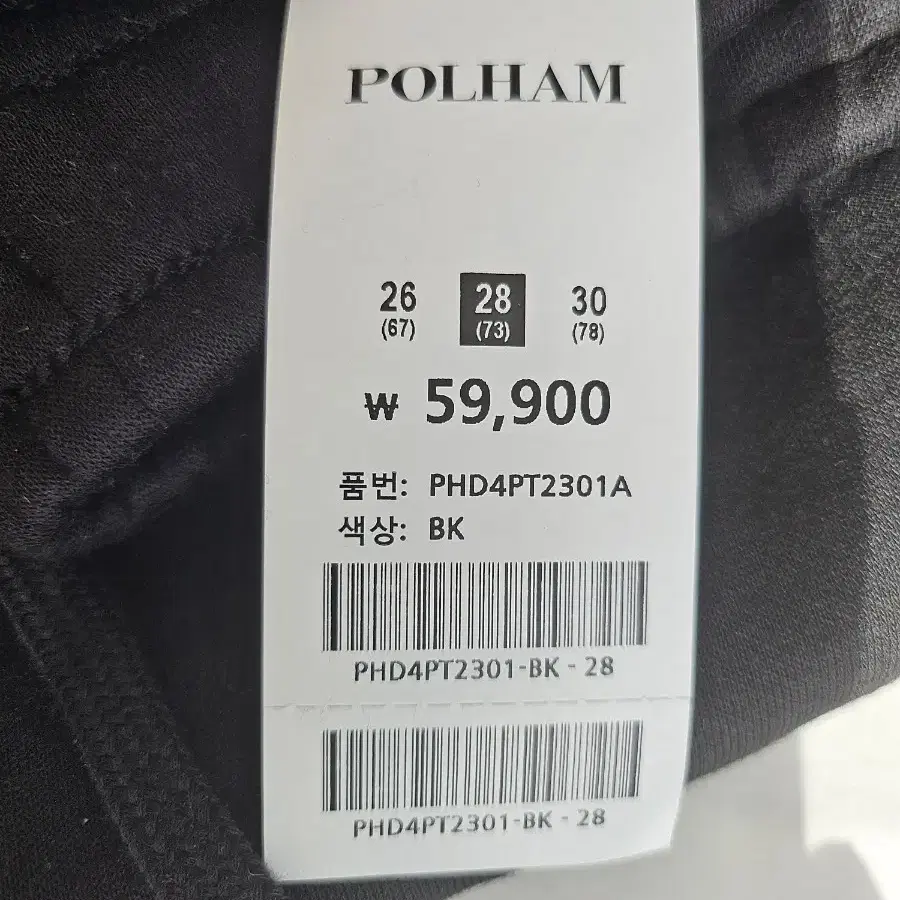 POLHAM
26 28 30
(67) (73) (78)
₩ 59,900
품번: PHD4PT2301A
색상: BK
PHD4PT2301-BK - 28
PHD4PT2301-BK - 28